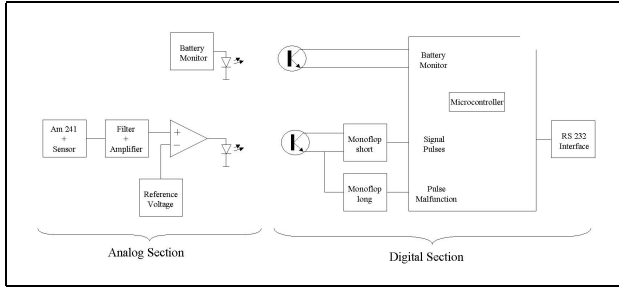 Battery
Monitor
Battery
Monitor
Microcontroller
Am 241
+
Sensor
Filter
+
Amplifier
+
−
Monoflop
short
Signal
Pulses
RS 232
Interface
Reference
Voltage
Monoflop
long
Pulse
Malfunction
Analog Section
Digital Section